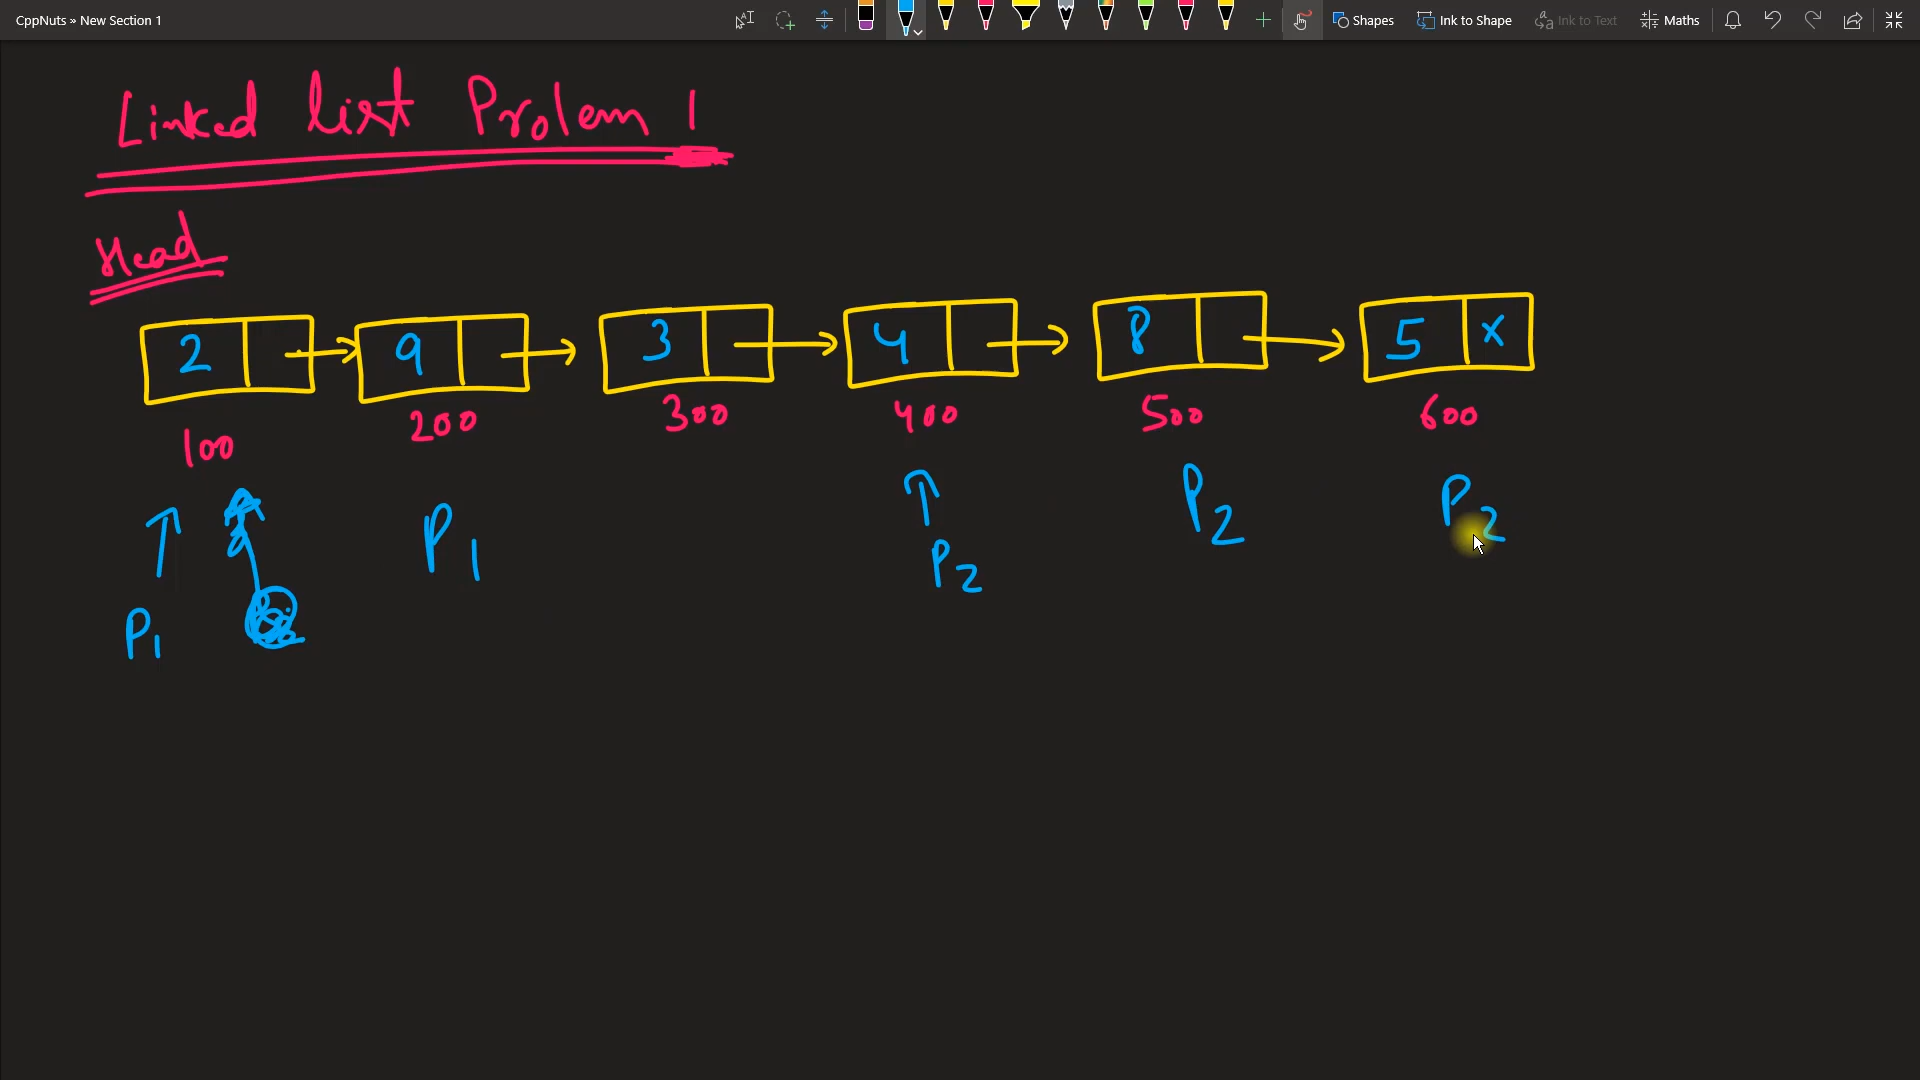 CppNuts » New Section 1
Shapes Ink to Shape Ink to Text Maths
Linked list Prolem 1
Head
2 9 3 4 8 5 x
100 200 300 400 500 600
P1 P1 P2 P2 P2